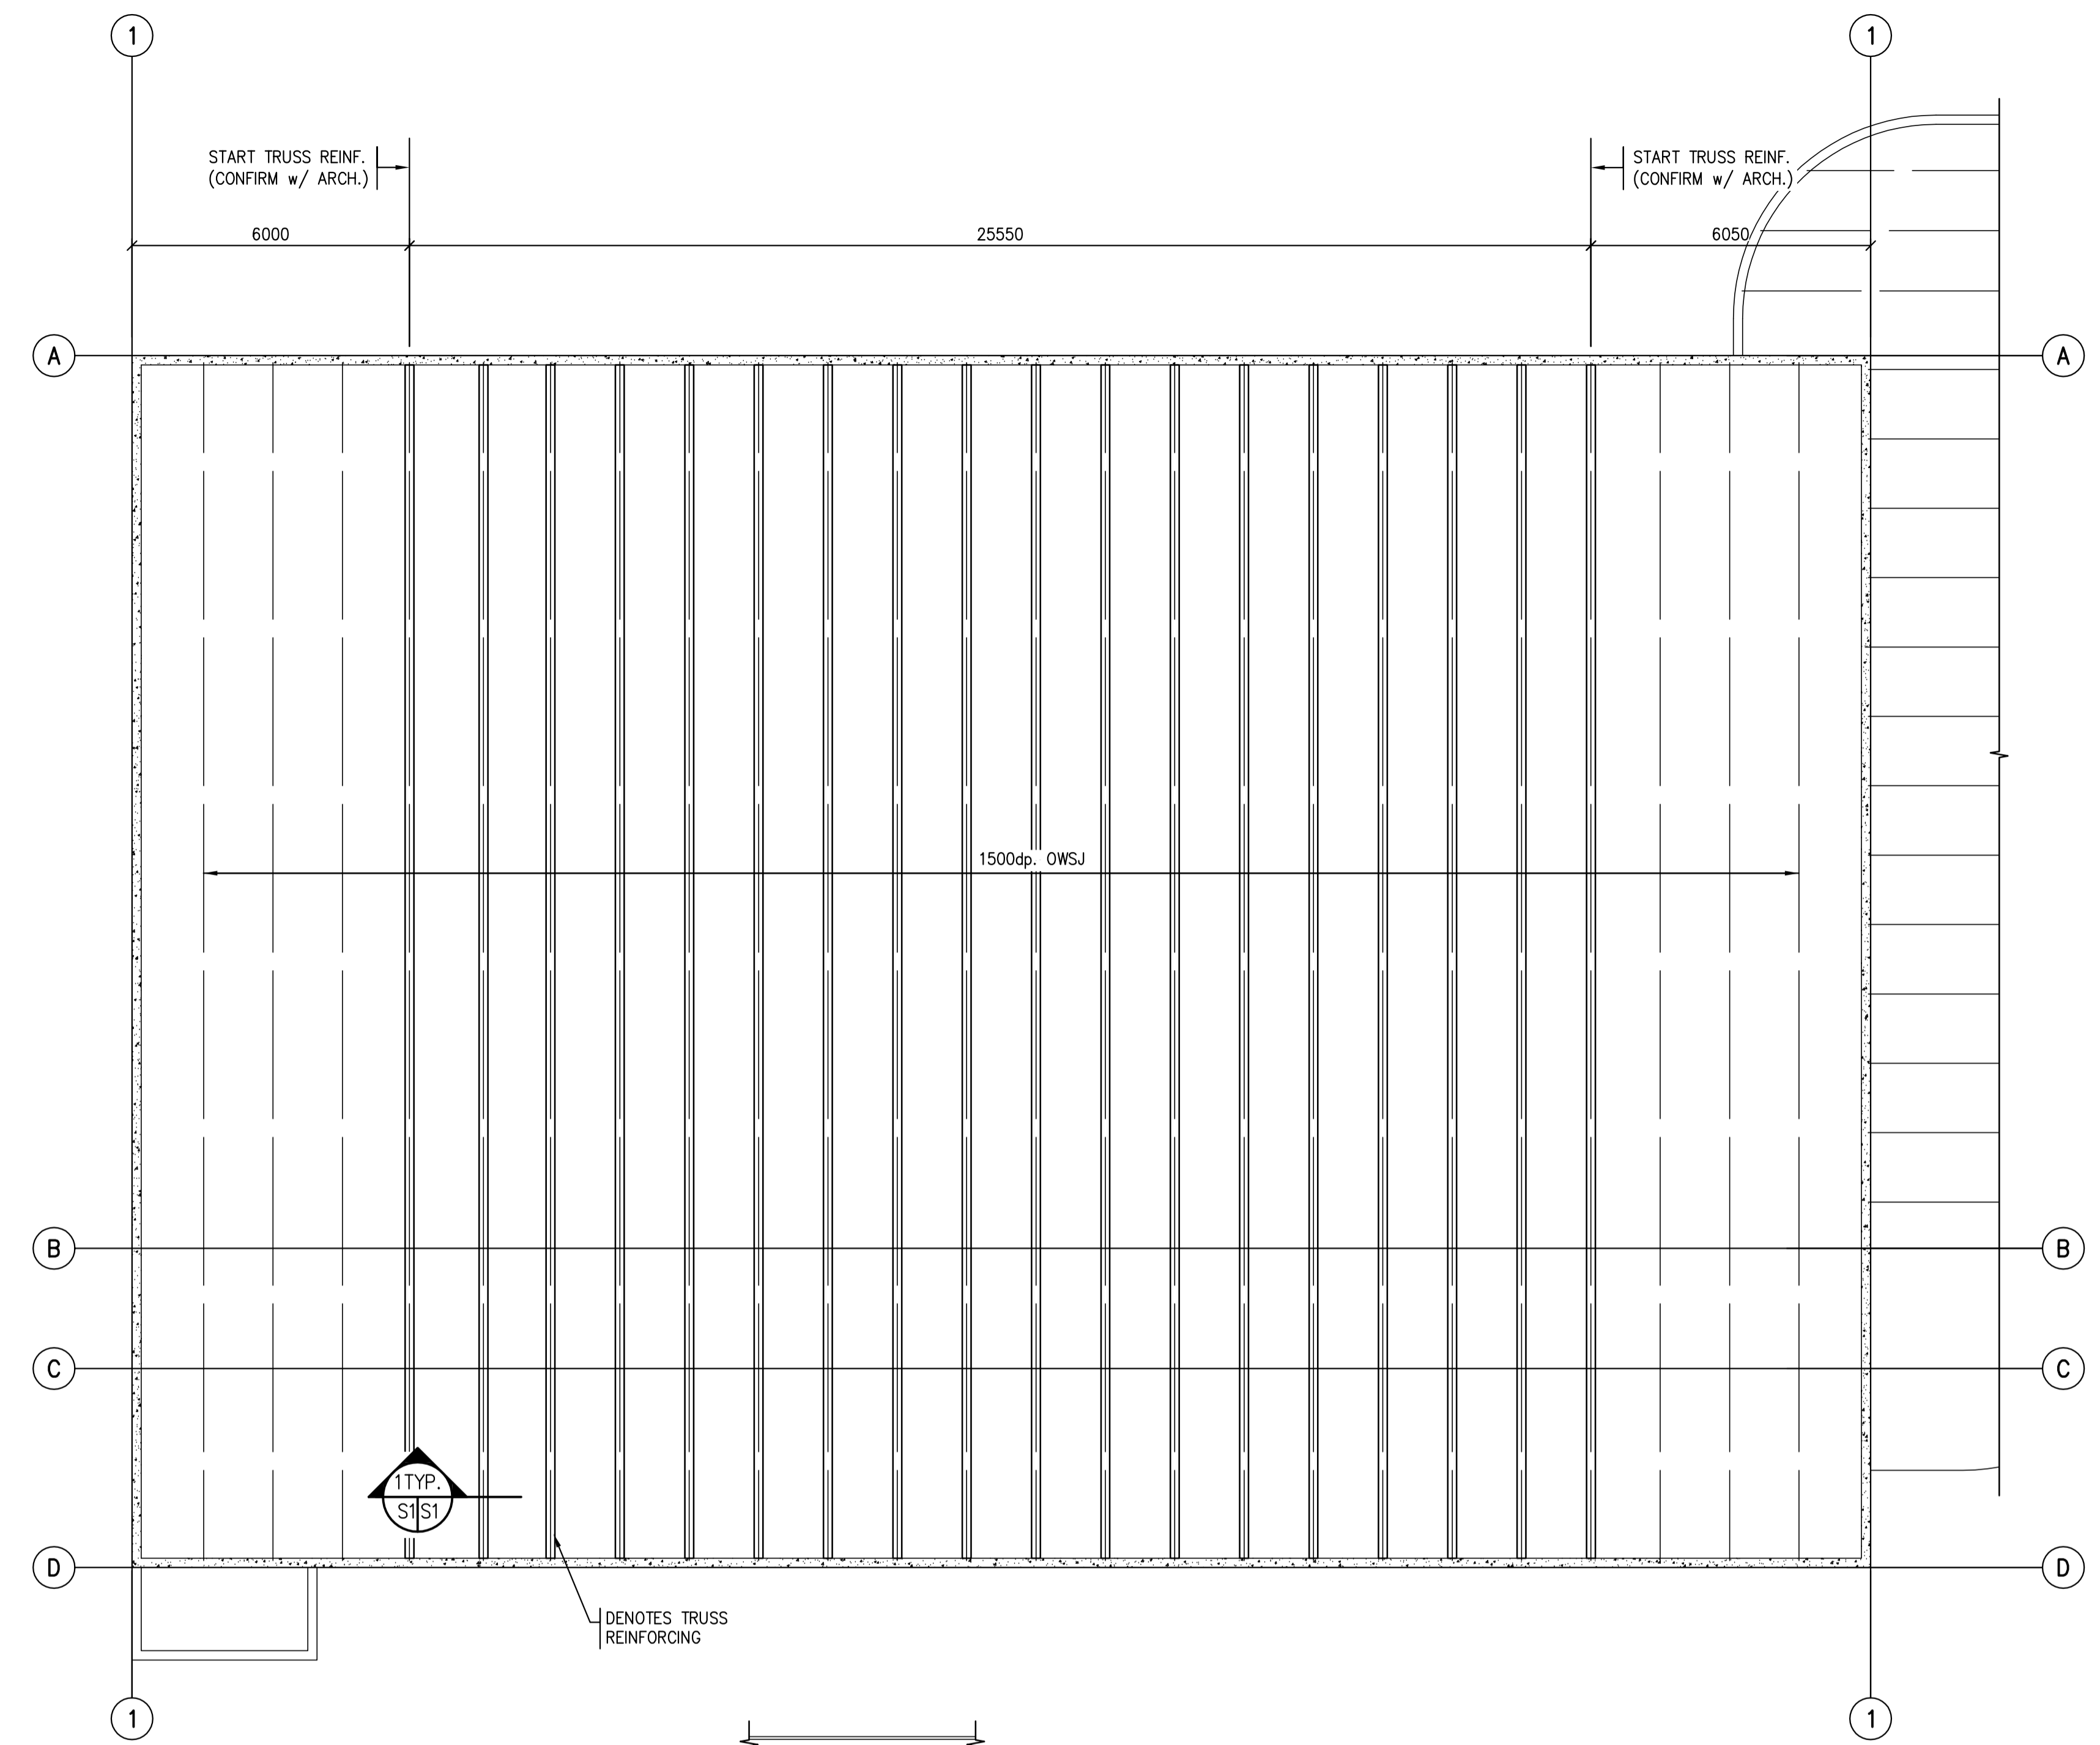 1
1
START TRUSS REINF.
(CONFIRM w/ ARCH.)
START TRUSS REINF.
(CONFIRM w/ ARCH.)
6000
25550
6050
A
A
1500dp. OWSJ
B
B
C
C
1TYP.
S1 S1
D
D
DENOTES TRUSS
REINFORCING
1
1